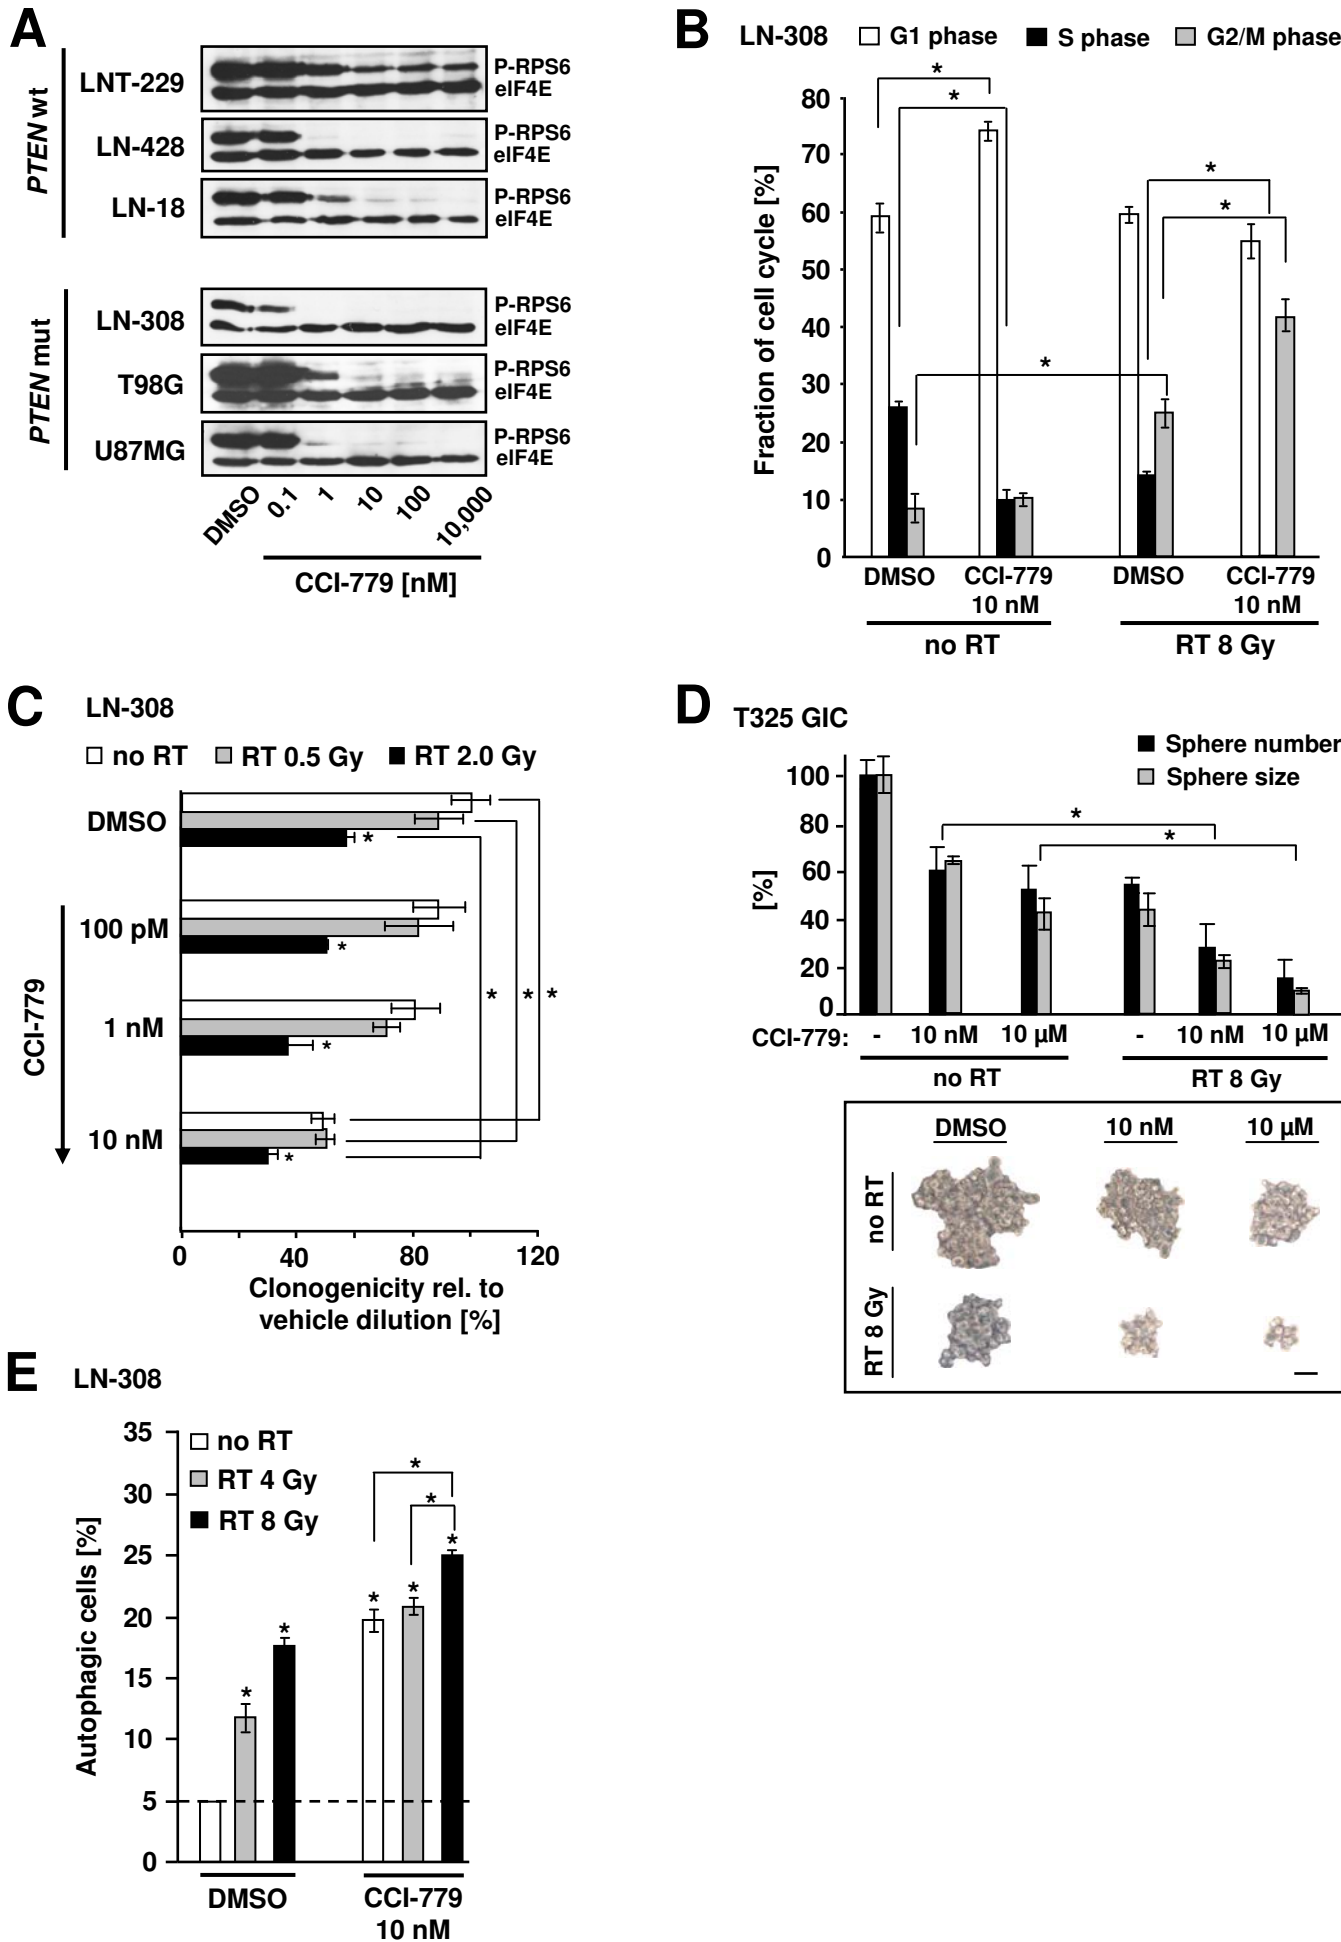 A
PTEN wt
LNT-229
P-RPS6
eIF4E
LN-428
P-RPS6
eIF4E
LN-18
P-RPS6
eIF4E
PTEN mut
LN-308
P-RPS6
eIF4E
T98G
P-RPS6
eIF4E
U87MG
P-RPS6
eIF4E
DMSO 0.1 1 10 100 10,000
CCI-779 [nM]
B LN-308 G1 phase S phase G2/M phase
Fraction of cell cycle [%]
80
70
60
50
40
30
20
10
0
* * * * *
DMSO CCI-779 DMSO CCI-779
10 nM 10 nM
no RT RT 8 Gy
C LN-308
no RT RT 0.5 Gy RT 2.0 Gy
CCI-779
DMSO *
100 pM *
1 nM *
* * *
10 nM *
0 40 80 120
Clonogenicity rel. to
vehicle dilution [%]
D T325 GIC
Sphere number
Sphere size
[%]
100
80
60
40
20
0
* *
CCI-779: - 10 nM 10 µM - 10 nM 10 µM
no RT RT 8 Gy
DMSO 10 nM 10 µM
no RT
RT 8 Gy
E LN-308
no RT
RT 4 Gy
RT 8 Gy
Autophagic cells [%]
35
30
25
20
15
10
5
0
* * * * * * *
DMSO CCI-779
10 nM